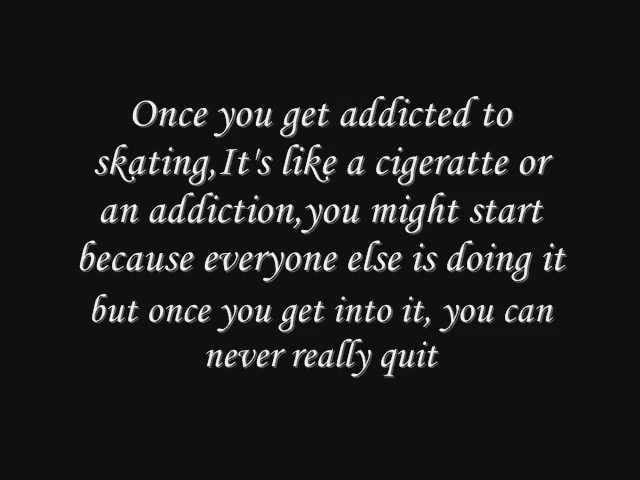 Once you get addicted to
skating,It's like a cigeratte or
an addiction,you might start
because everyone else is doing it
but once you get into it, you can
never really quit